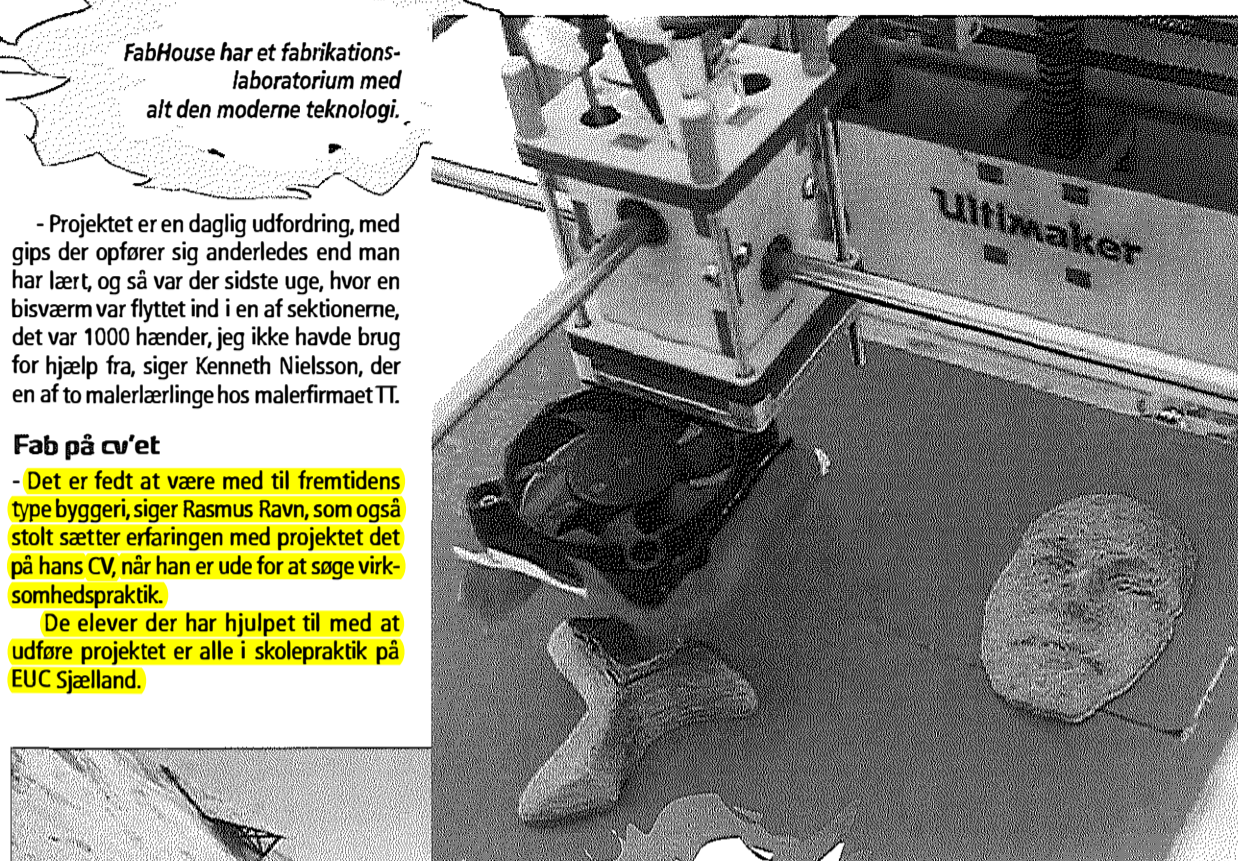 FabHouse har et fabrikations-
laboratorium med
alt den moderne teknologi.
- Projektet er en daglig udfordring, med
gips der opfører sig anderledes end man
har lært, og så var der sidste uge, hvor en
bisværm var flyttet ind i en af sektionerne,
det var 1000 hænder, jeg ikke havde brug
for hjælp fra, siger Kenneth Nielsson, der
en af to malerlærlinge hos malerfirmaet TT.
Fab på cv'et
- Det er fedt at være med til fremtidens
type byggeri, siger Rasmus Ravn, som også
stolt sætter erfaringen med projektet det
på hans CV, når han er ude for at søge virk-
somhedspraktik.
De elever der har hjulpet til med at
udføre projektet er alle i skolepraktik på
EUC Sjælland.
Ultimaker